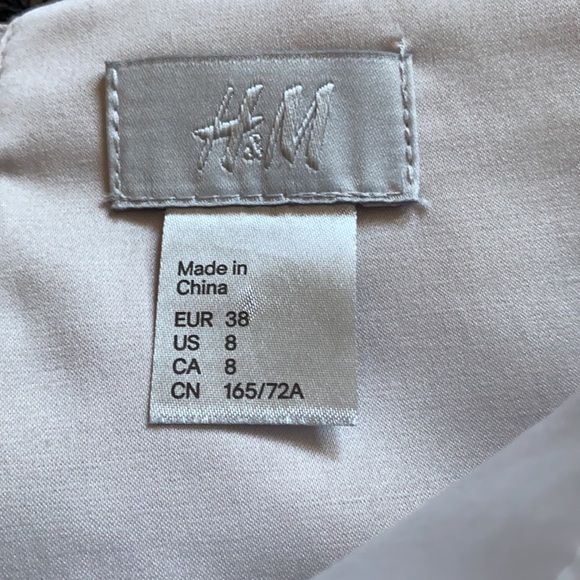 H&M
Made in
China
EUR 38
US 8
CA 8
CN 165/72A